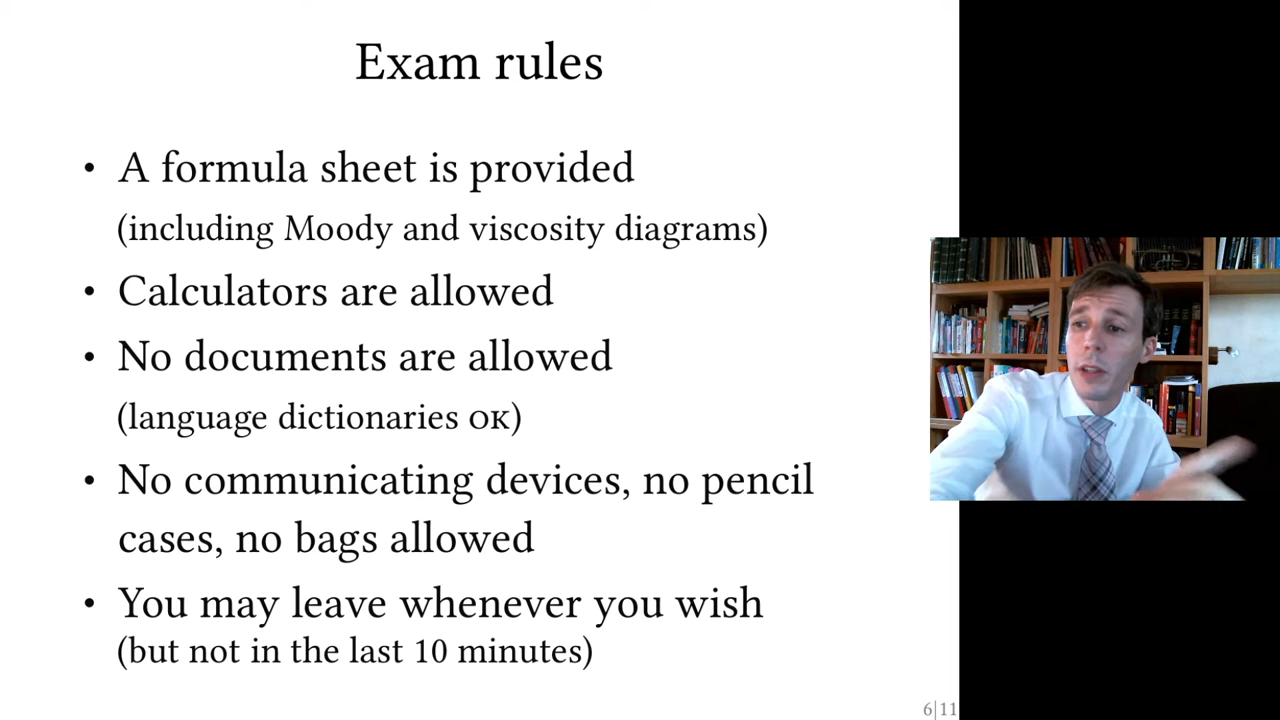 Exam rules
• A formula sheet is provided
(including Moody and viscosity diagrams)
• Calculators are allowed
• No documents are allowed
(language dictionaries OK)
• No communicating devices, no pencil
cases, no bags allowed
• You may leave whenever you wish
(but not in the last 10 minutes)
6|11